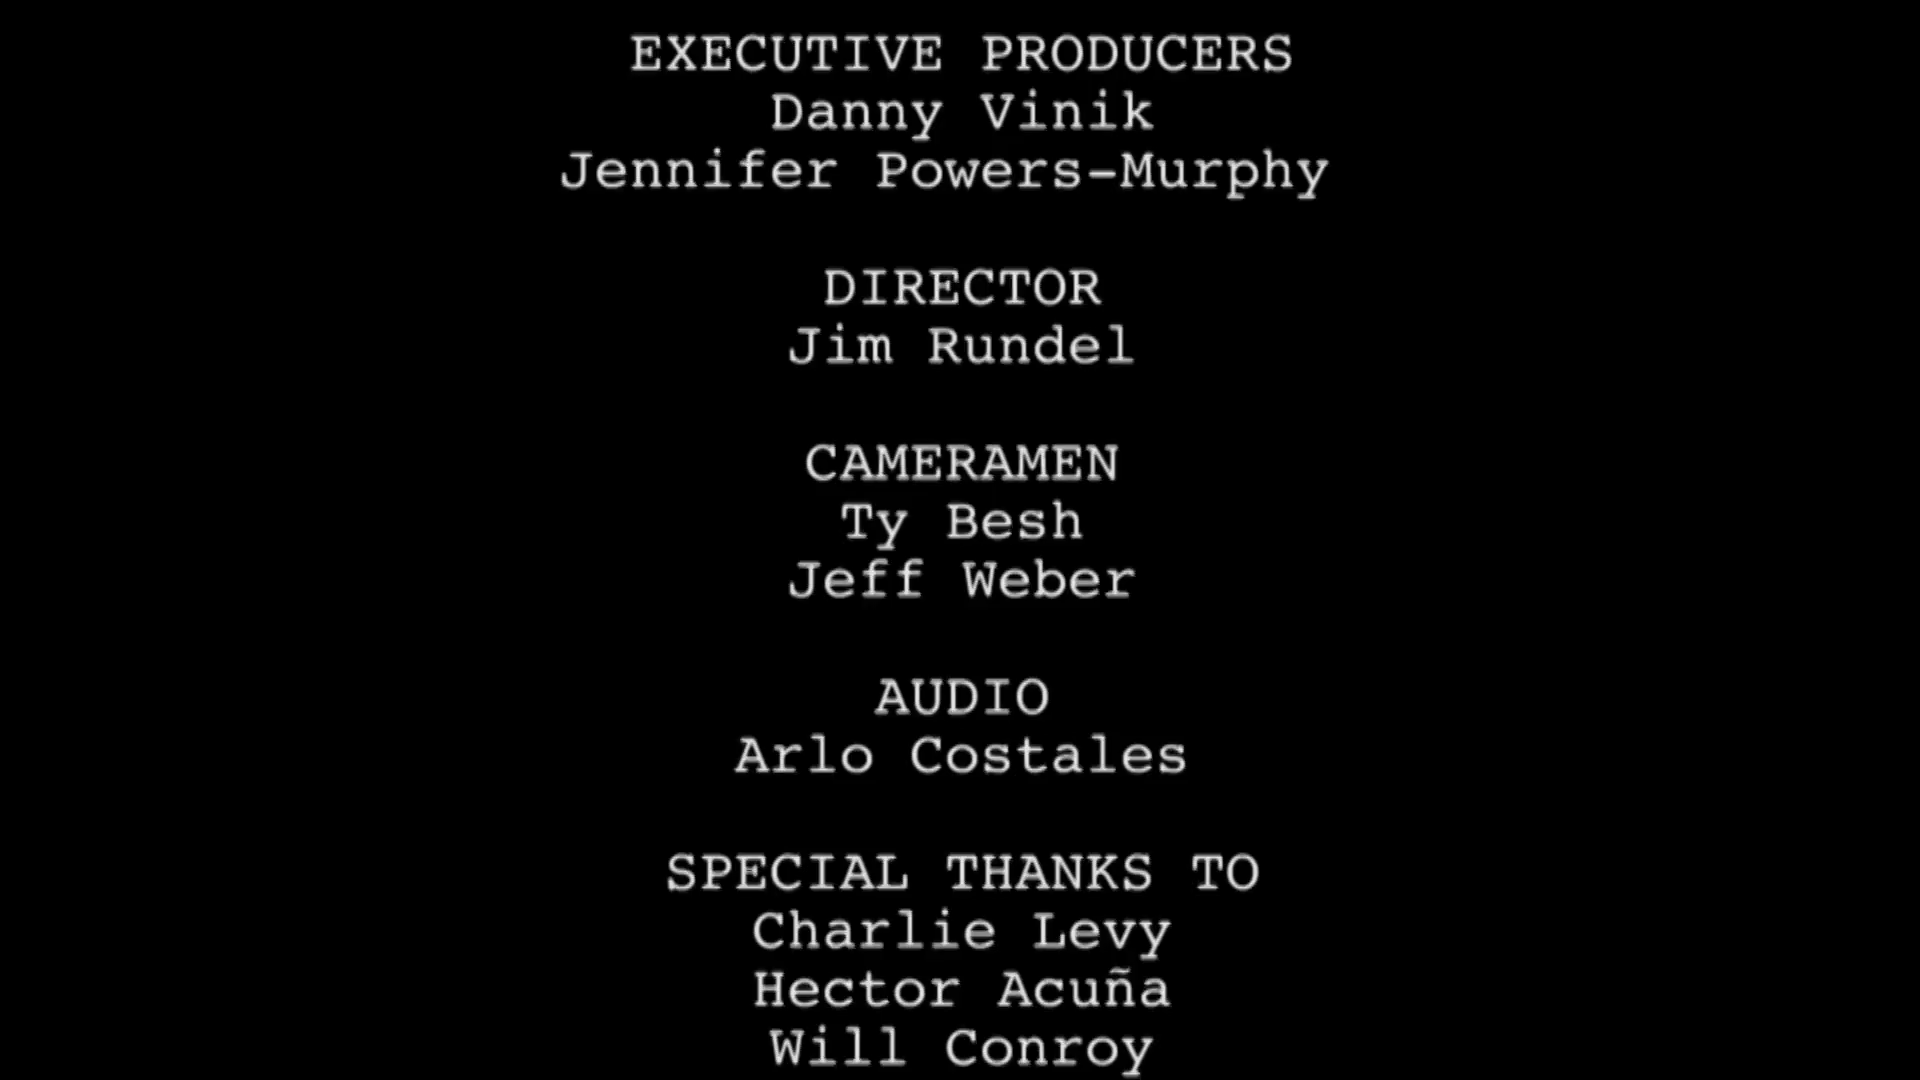 EXECUTIVE PRODUCERS
Danny Vinik
Jennifer Powers-Murphy
DIRECTOR
Jim Rundel
CAMERAMEN
Ty Besh
Jeff Weber
AUDIO
Arlo Costales
SPECIAL THANKS TO
Charlie Levy
Hector Acuña
Will Conroy